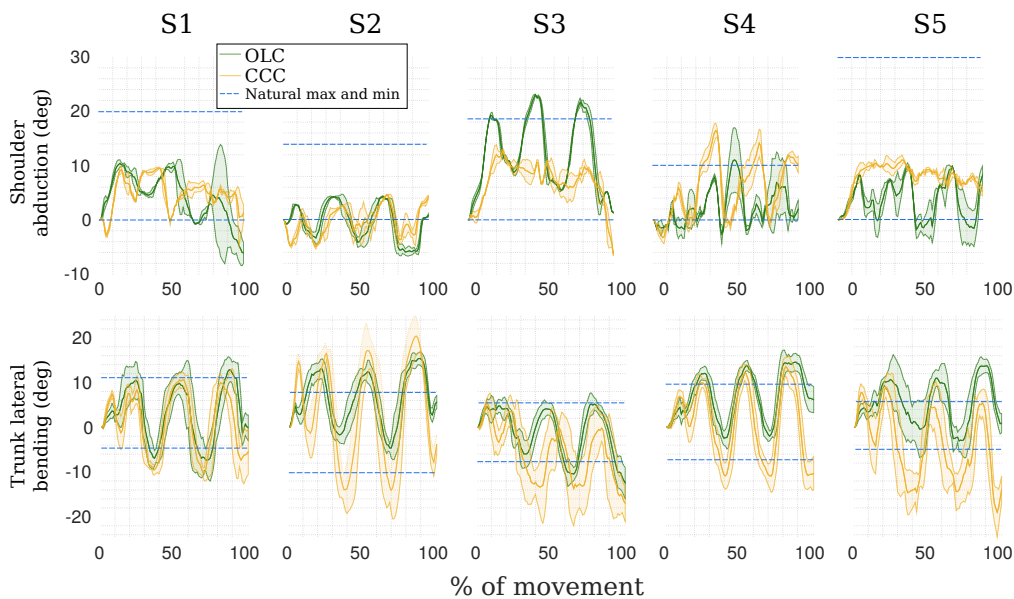 S1 S2 S3 S4 S5
OLC
CCC
Natural max and min
Shoulder
abduction (deg)
30
20
10
0
-10
0 50 100 0 50 100 0 50 100 0 50 100 0 50 100
Trunk lateral
bending (deg)
20
10
0
-10
-20
0 50 100 0 50 100 0 50 100 0 50 100 0 50 100
% of movement